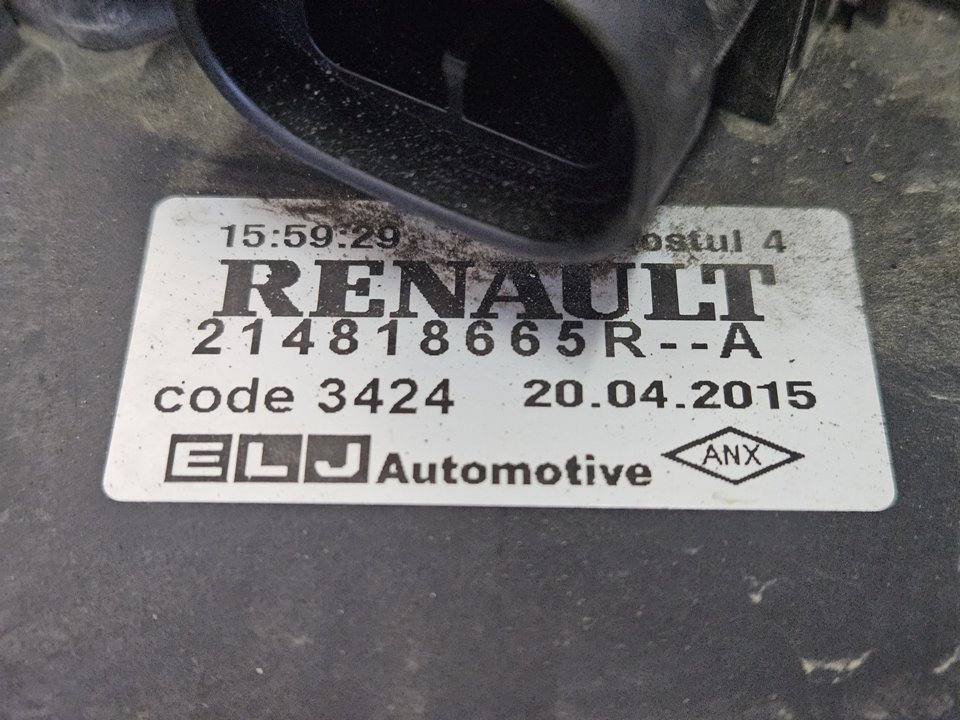 15:59:29 Postul 4
RENAULT
214818665R--A
code 3424 20.04.2015
ELJ Automotive ANX